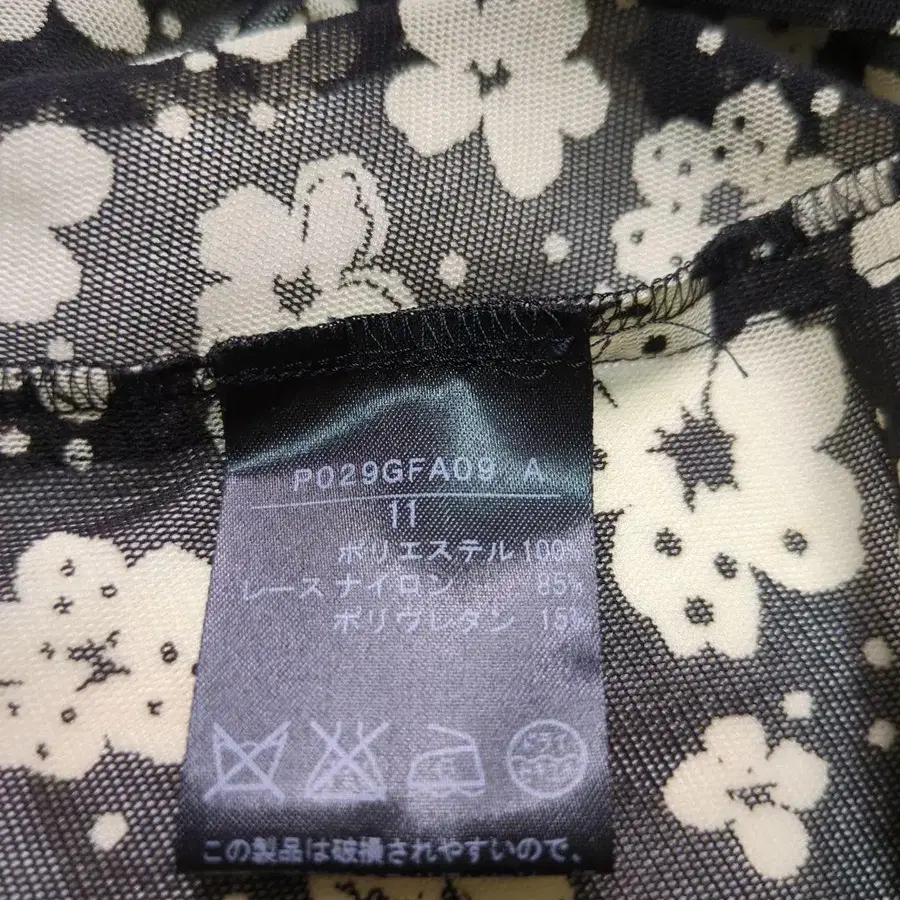 P029GFA09 A
11
ポリエステル 100%
レース ナイロン 85%
ポリウレタン 15%
この製品は破損されやすいので、